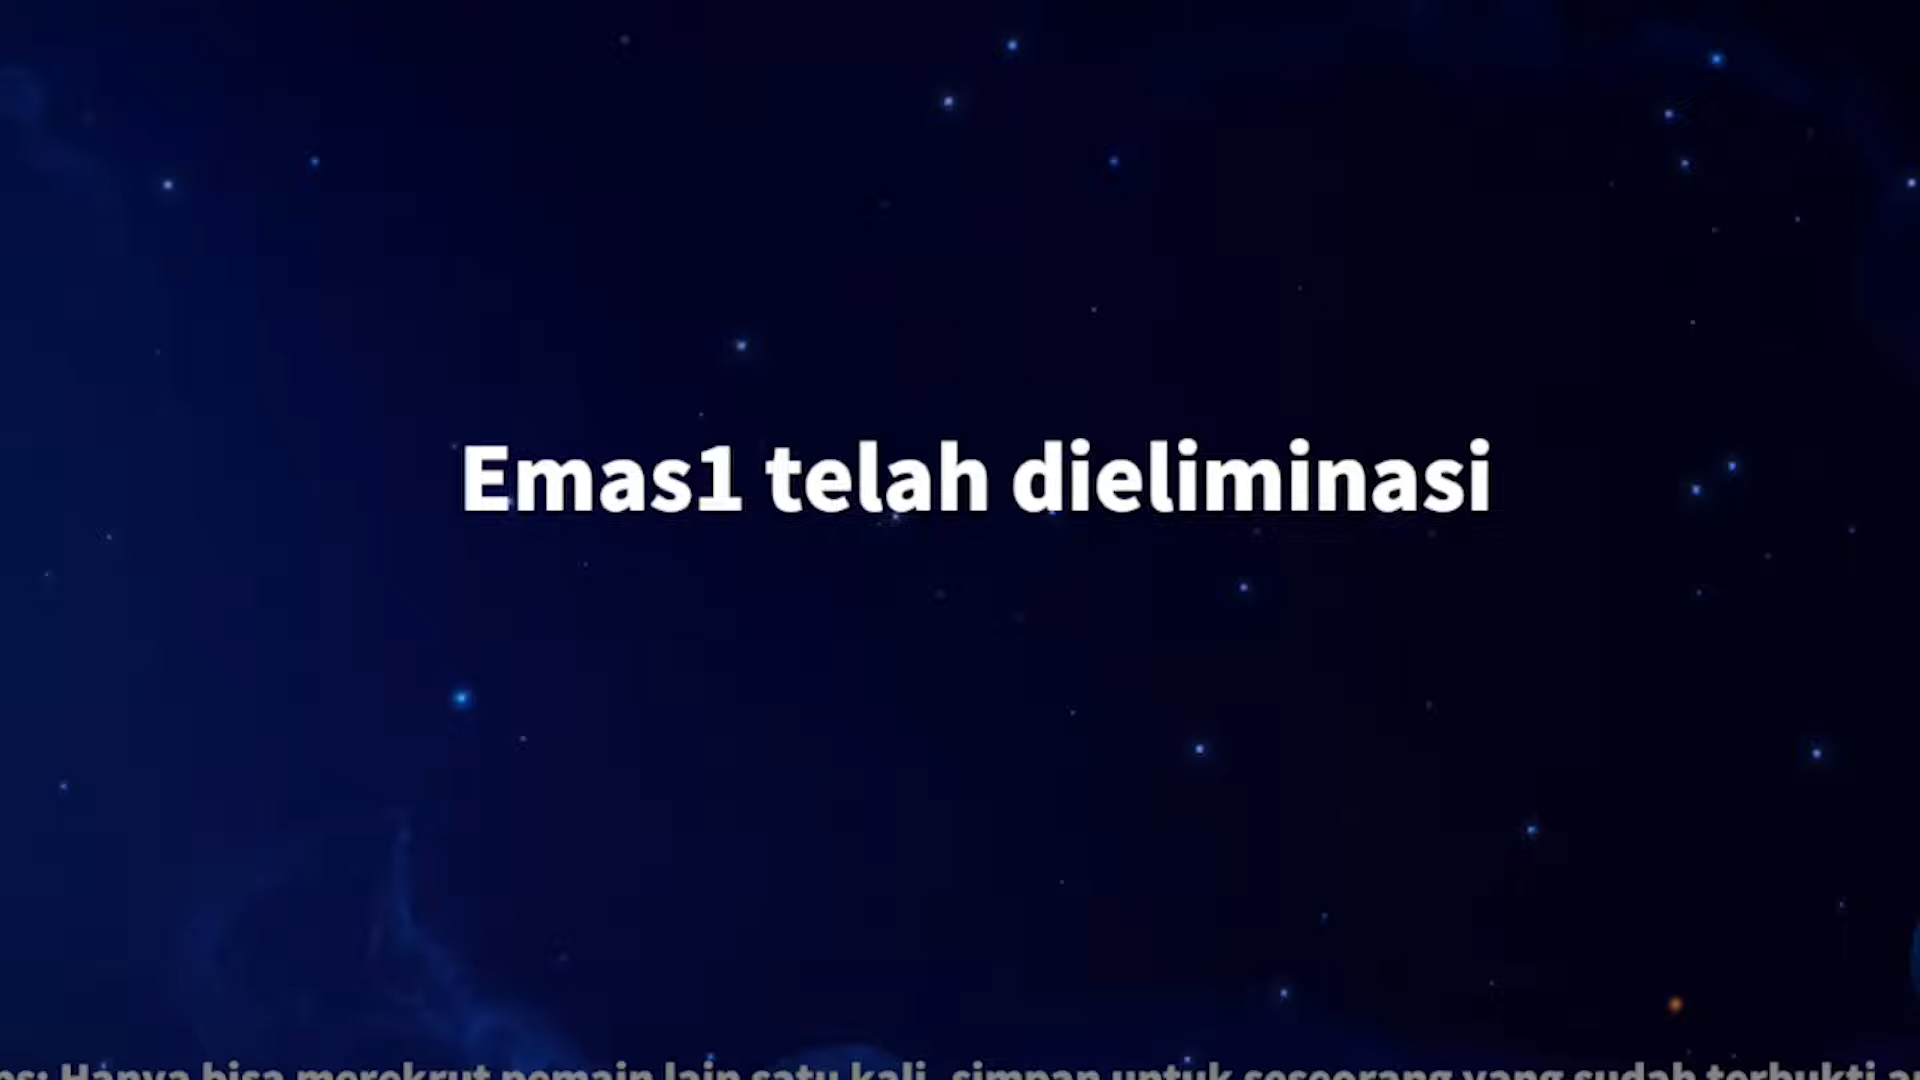 Emas1 telah dieliminasi
Hanya bisa merekrut pemain lain satu kali, simpan untuk seseorang yang sudah terbukti